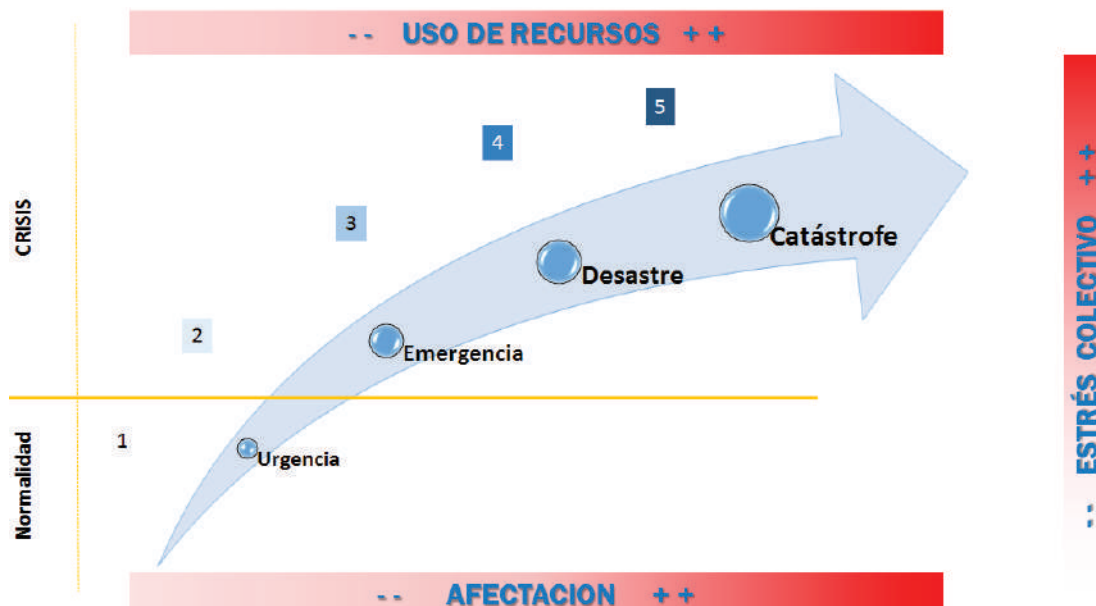 -- USO DE RECURSOS ++
5
4
3
CRISIS
Catástrofe
Desastre
2
Emergencia
1
Urgencia
Normalidad
-- AFECTACION ++
-- ESTRÉS COLECTIVO ++